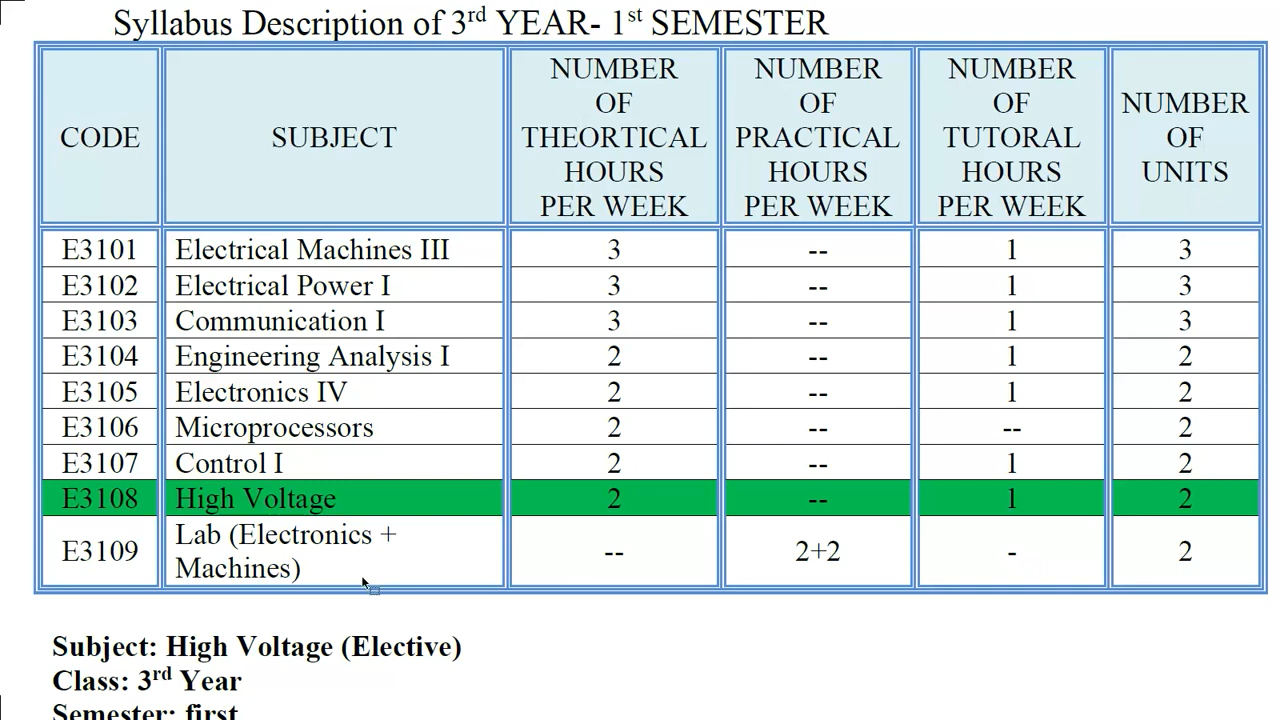 Syllabus Description of 3rd YEAR- 1st SEMESTER
CODE SUBJECT NUMBER OF THEORTICAL HOURS PER WEEK NUMBER OF PRACTICAL HOURS PER WEEK NUMBER OF TUTORAL HOURS PER WEEK NUMBER OF UNITS
E3101 Electrical Machines III 3 -- 1 3
E3102 Electrical Power I 3 -- 1 3
E3103 Communication I 3 -- 1 3
E3104 Engineering Analysis I 2 -- 1 2
E3105 Electronics IV 2 -- 1 2
E3106 Microprocessors 2 -- -- 2
E3107 Control I 2 -- 1 2
E3108 High Voltage 2 -- 1 2
E3109 Lab (Electronics + Machines) -- 2+2 - 2
Subject: High Voltage (Elective)
Class: 3rd Year
Semester: first